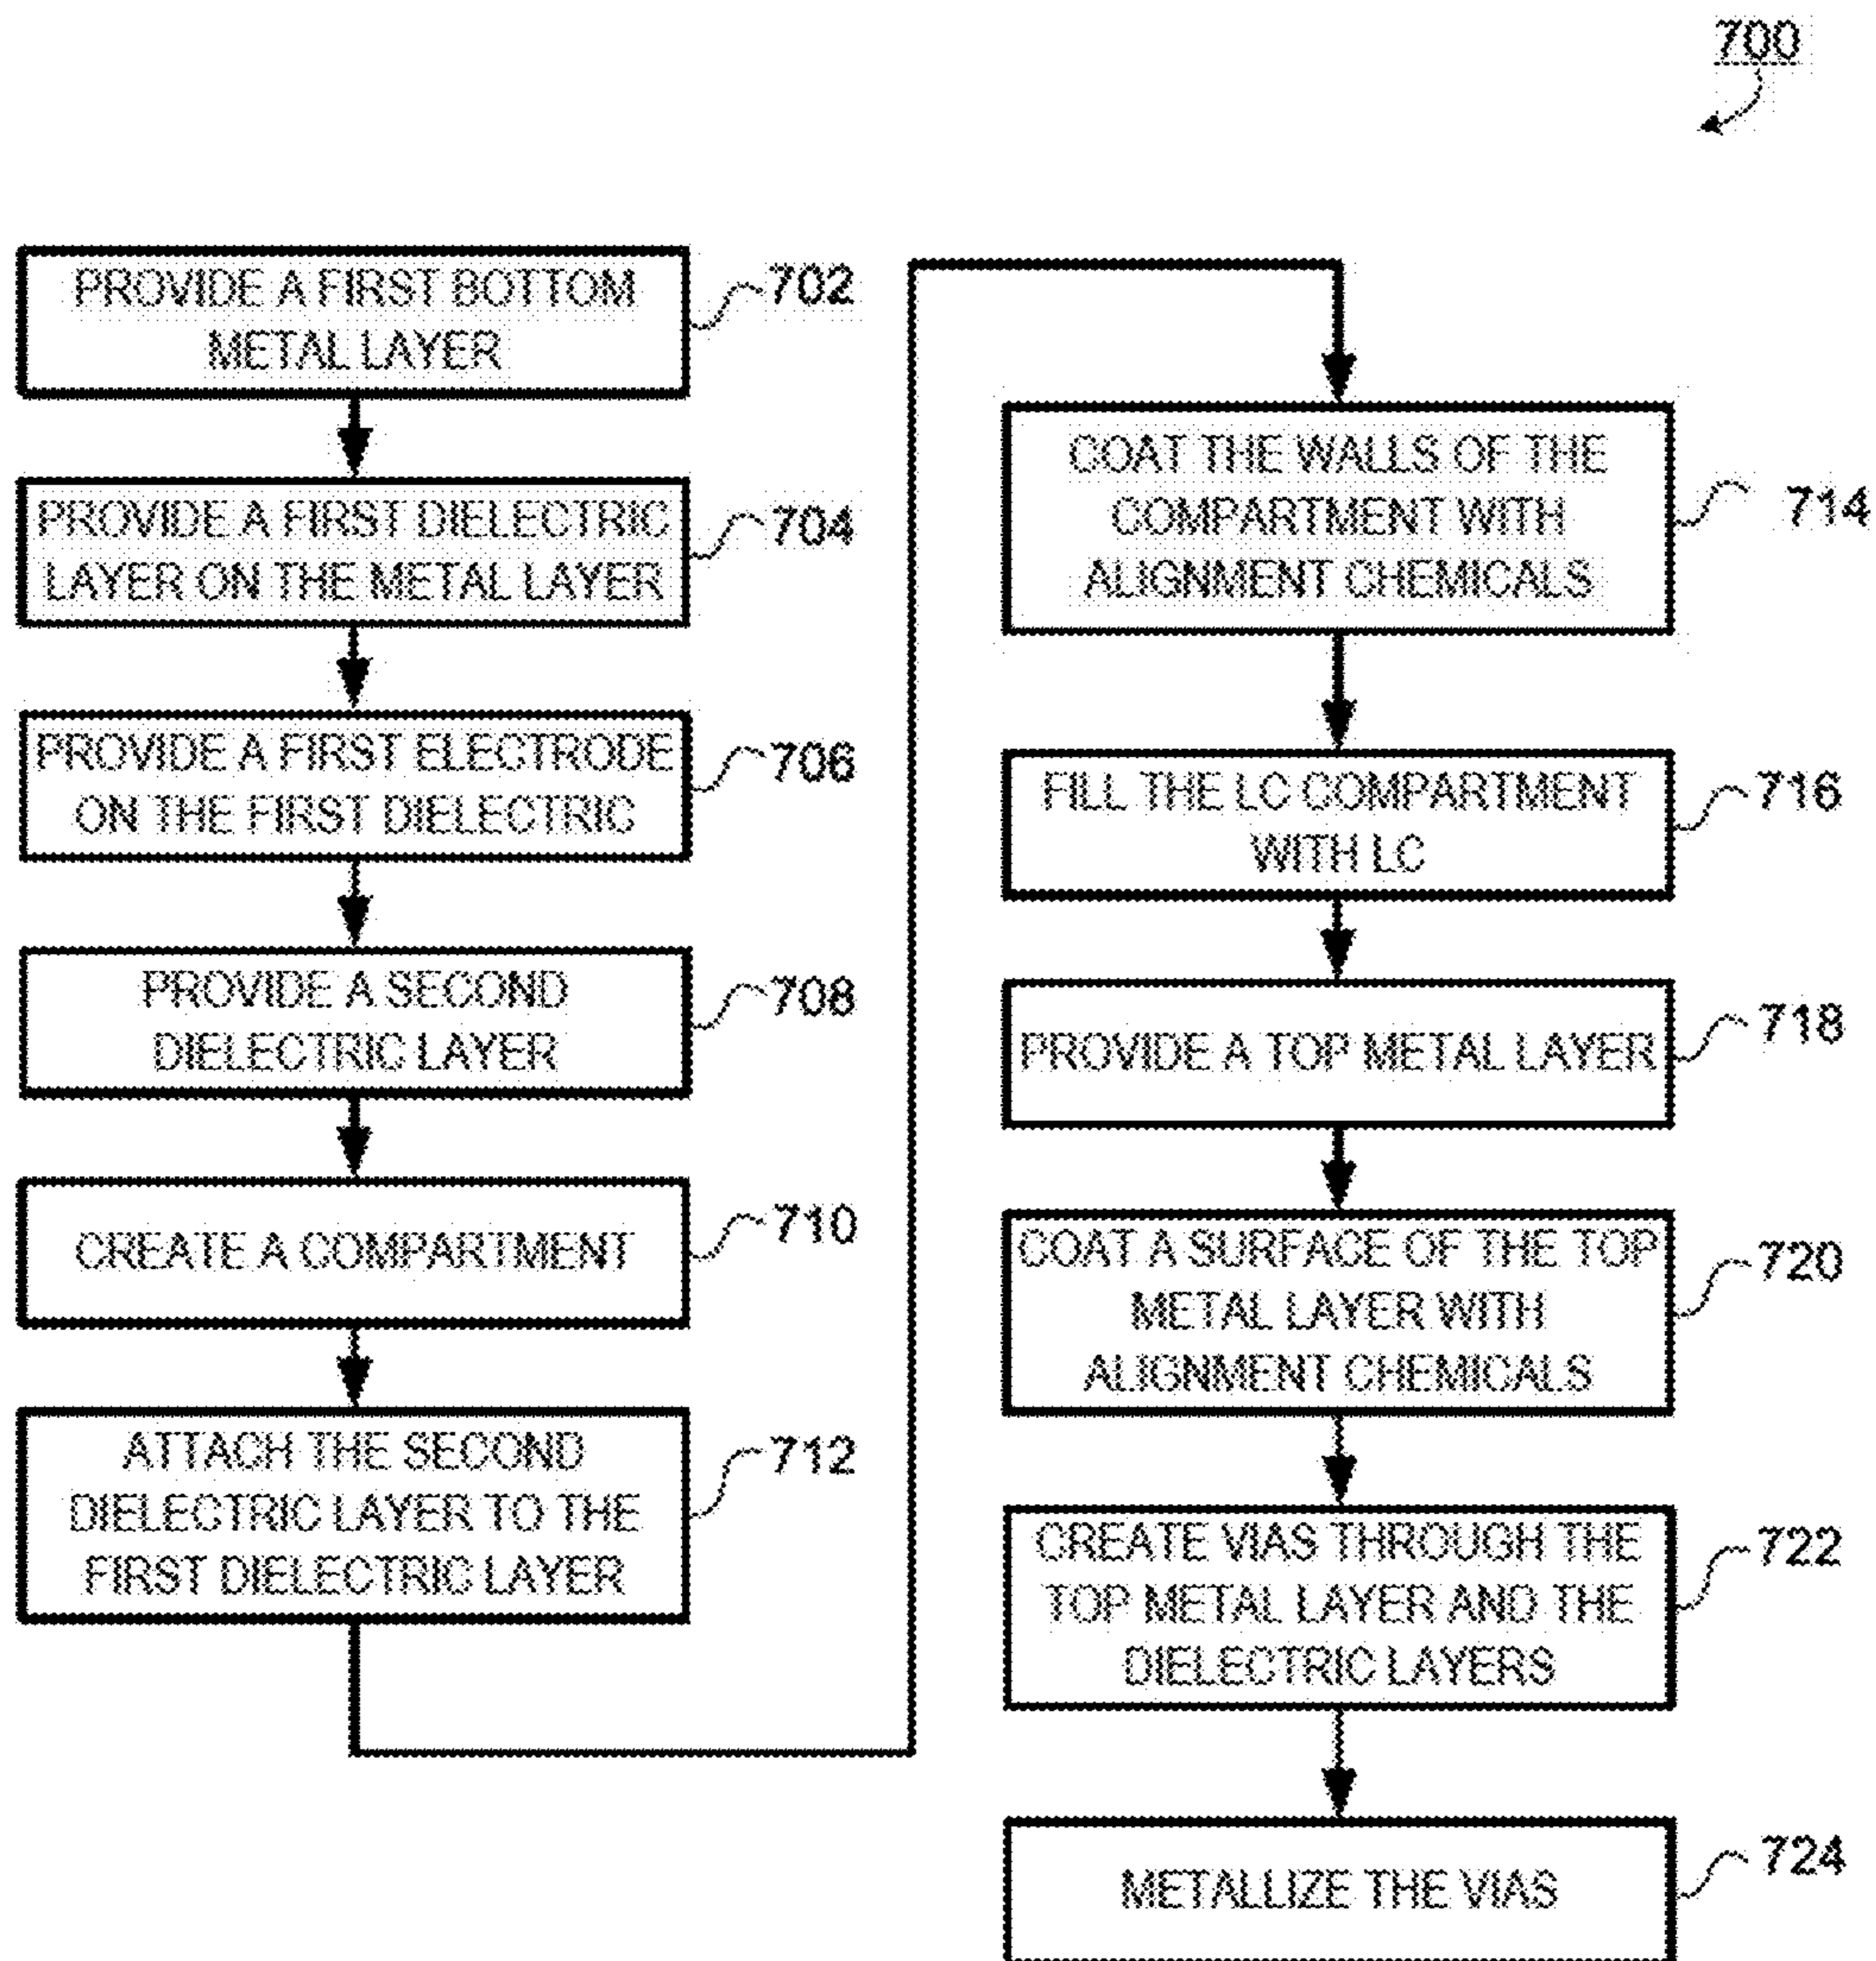 700
PROVIDE A FIRST BOTTOM
METAL LAYER
702
PROVIDE A FIRST DIELECTRIC
LAYER ON THE METAL LAYER
704
PROVIDE A FIRST ELECTRODE
ON THE FIRST DIELECTRIC
706
PROVIDE A SECOND
DIELECTRIC LAYER
708
CREATE A COMPARTMENT
710
ATTACH THE SECOND
DIELECTRIC LAYER TO THE
FIRST DIELECTRIC LAYER
712
COAT THE WALLS OF THE
COMPARTMENT WITH
ALIGNMENT CHEMICALS
714
FILL THE LC COMPARTMENT
WITH LC
716
PROVIDE A TOP METAL LAYER
718
COAT A SURFACE OF THE TOP
METAL LAYER WITH
ALIGNMENT CHEMICALS
720
CREATE VIAS THROUGH THE
TOP METAL LAYER AND THE
DIELECTRIC LAYERS
722
METALLIZE THE VIAS
724